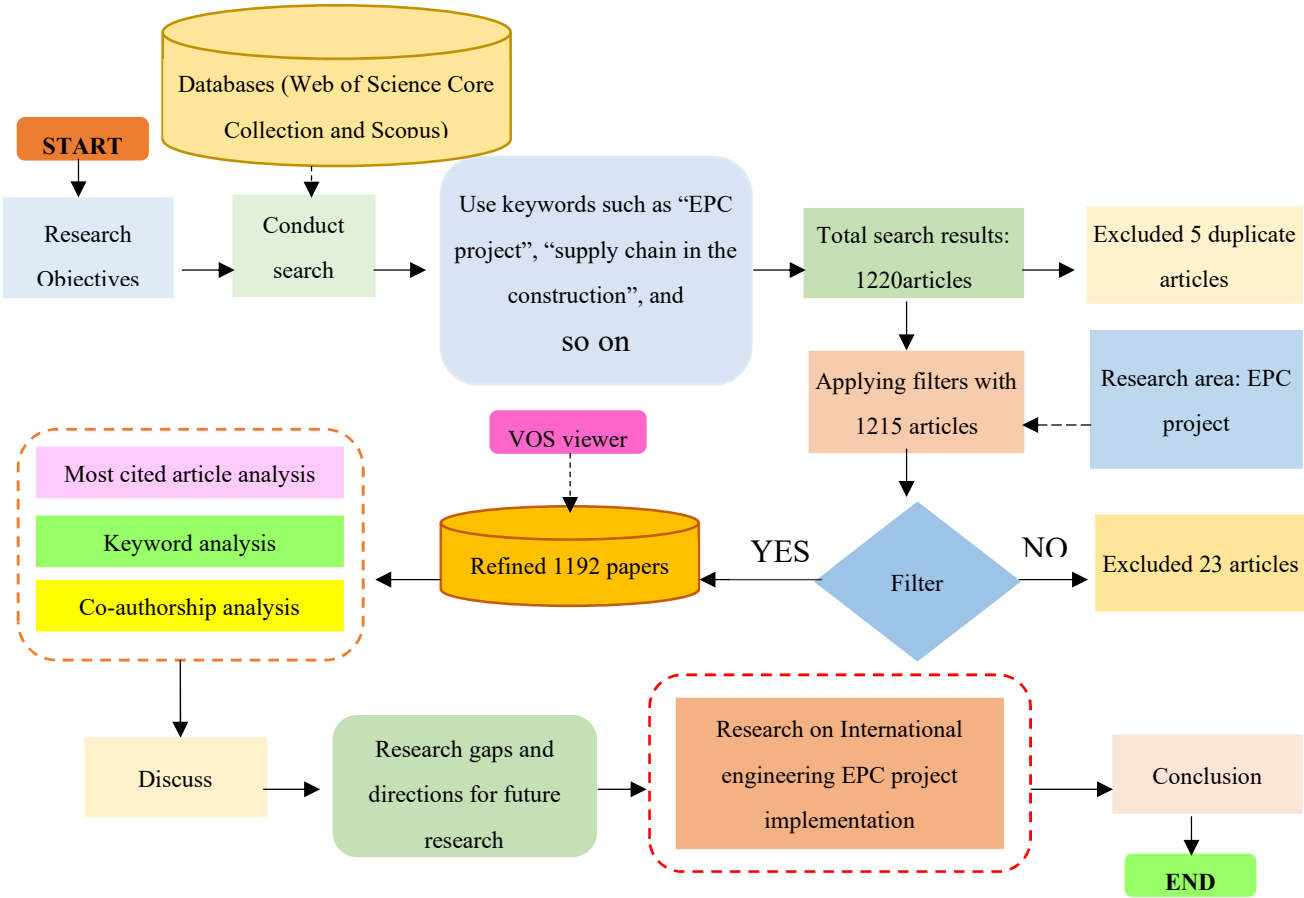 Databases (Web of Science Core
Collection and Scopus)
START
Research
Objectives
Conduct
search
Use keywords such as “EPC
project”, “supply chain in the
construction”, and
so on
Total search results:
1220articles
Excluded 5 duplicate
articles
Applying filters with
1215 articles
Research area: EPC
project
VOS viewer
Most cited article analysis
Keyword analysis
Co-authorship analysis
Refined 1192 papers
YES
Filter
NO
Excluded 23 articles
Discuss
Research gaps and
directions for future
research
Research on International
engineering EPC project
implementation
Conclusion
END